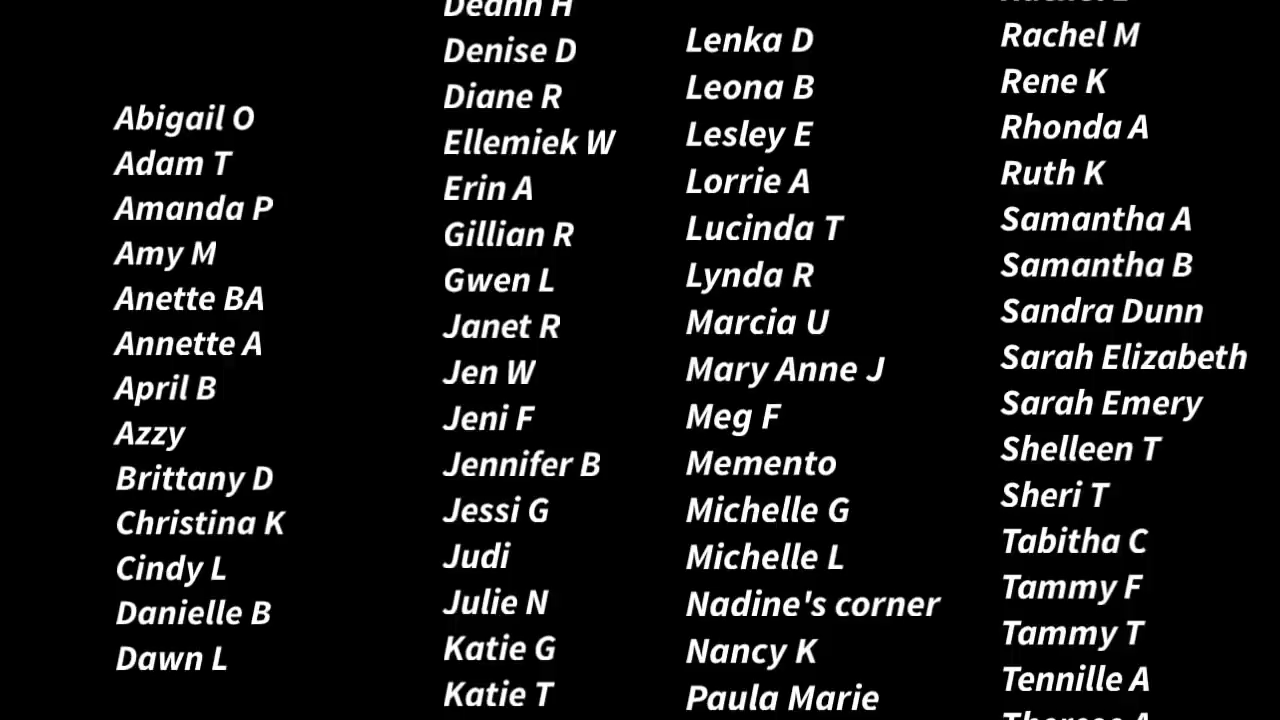 Abigail O
Adam T
Amanda P
Amy M
Anette BA
Annette A
April B
Azzy
Brittany D
Christina K
Cindy L
Danielle B
Dawn L
Deann H
Denise D
Diane R
Ellemiek W
Erin A
Gillian R
Gwen L
Janet R
Jen W
Jeni F
Jennifer B
Jessi G
Judi
Julie N
Katie G
Katie T
Lenka D
Leona B
Lesley E
Lorrie A
Lucinda T
Lynda R
Marcia U
Mary Anne J
Meg F
Memento
Michelle G
Michelle L
Nadine's corner
Nancy K
Paula Marie
Rachel M
Rene K
Rhonda A
Ruth K
Samantha A
Samantha B
Sandra Dunn
Sarah Elizabeth
Sarah Emery
Shelleen T
Sheri T
Tabitha C
Tammy F
Tammy T
Tennille A